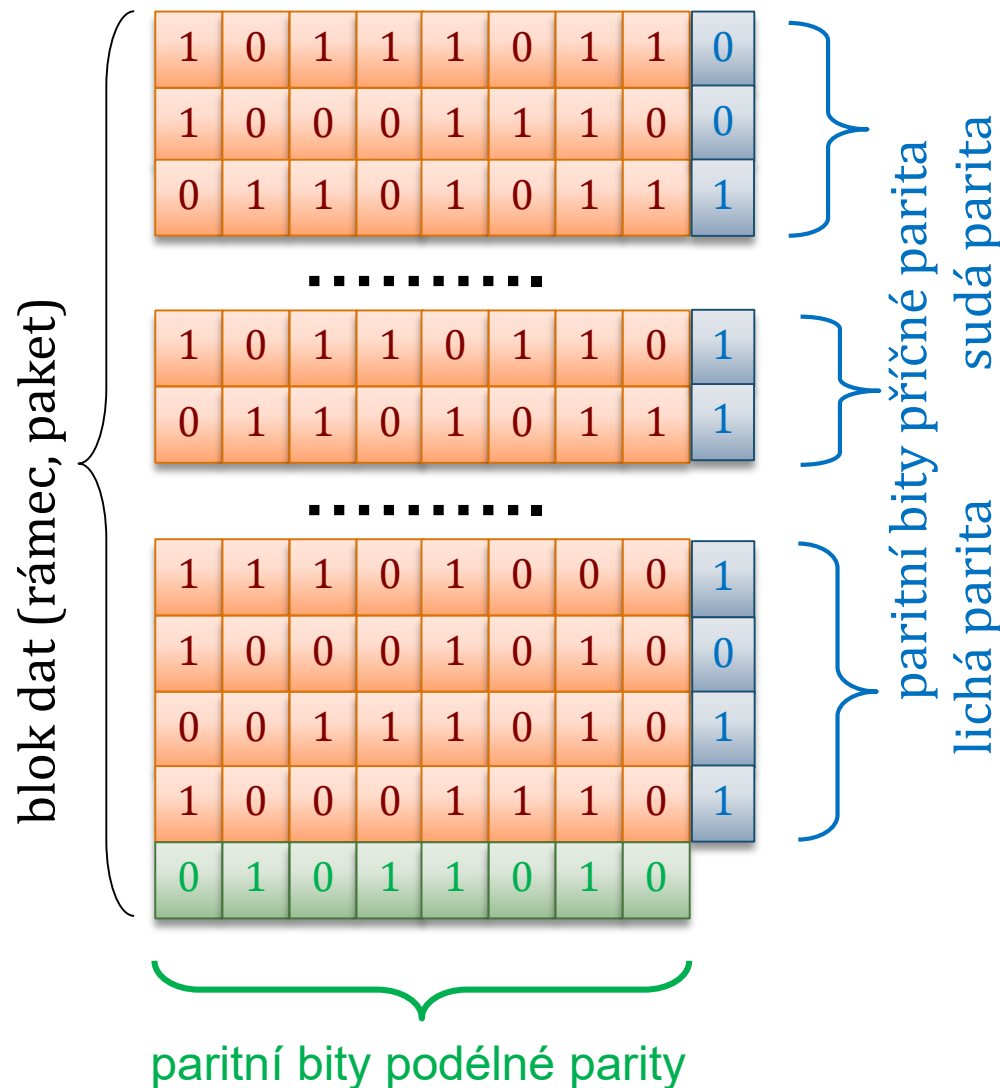 1 0 1 1 1 0 1 1 0
1 0 0 0 1 1 1 0 0
0 1 1 0 1 0 1 1 1
..........
1 0 1 1 0 1 1 0 1
0 1 1 0 1 0 1 1 1
..........
1 1 1 0 1 0 0 0 1
1 0 0 0 1 0 1 0 0
0 0 1 1 1 0 1 0 1
1 0 0 0 1 1 1 0 1
0 1 0 1 1 0 1 0
blok dat (rámec, paket)
paritní bity příčné parita
sudá parita
lichá parita
paritní bity podélné parity